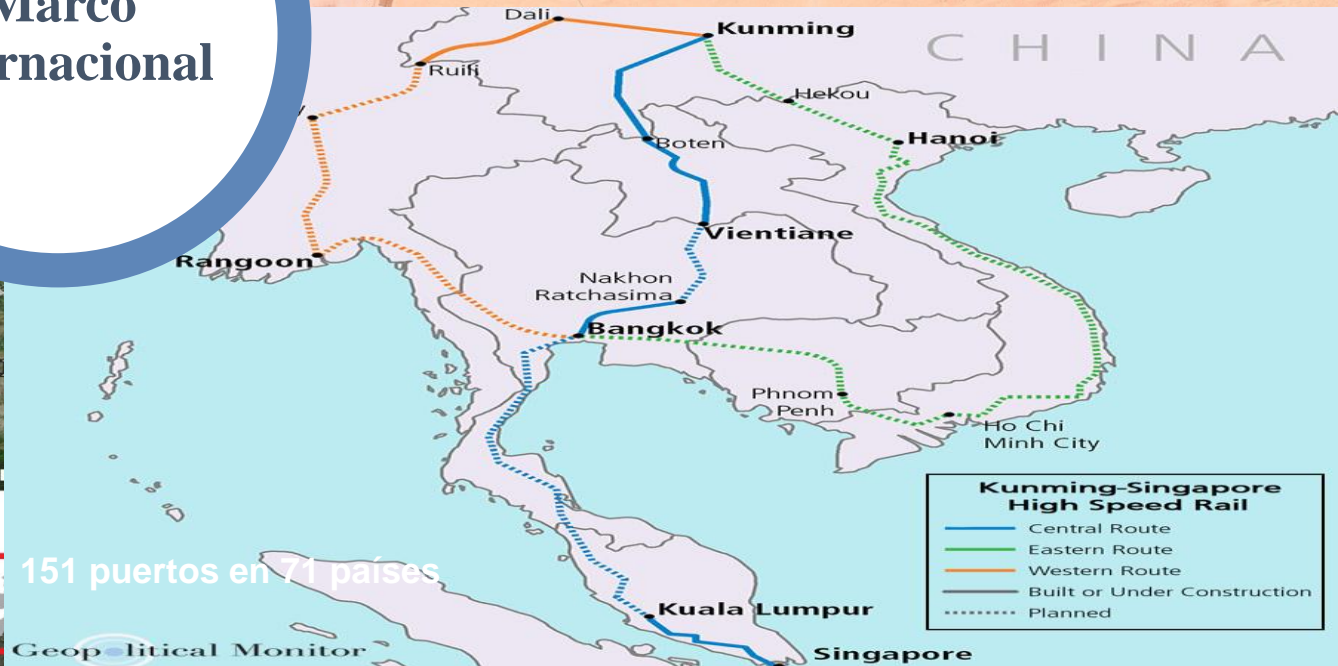 Marco
rnacional
Dali
Kunming
C H I N A
Ruili
Hekou
y
Hanoi
Boten
Vientiane
Rangoon
Nakhon
Ratchasima
Bangkok
Phnom
Penh
Ho Chi
Minh City
Kunming-Singapore
High Speed Rail
Central Route
Eastern Route
Western Route
Built or Under Construction
Planned
151 puertos en 71 países
Kuala Lumpur
Geopolitical Monitor
Singapore